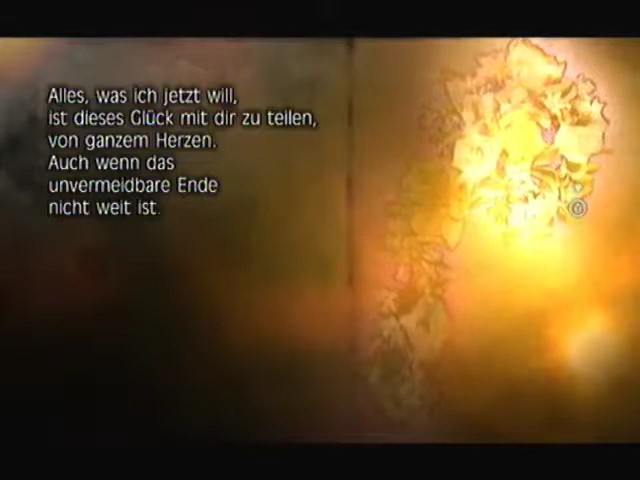 Alles, was ich jetzt will,
ist dieses Glück mit dir zu teilen,
von ganzem Herzen.
Auch wenn das
unvermeidbare Ende
nicht weit ist.